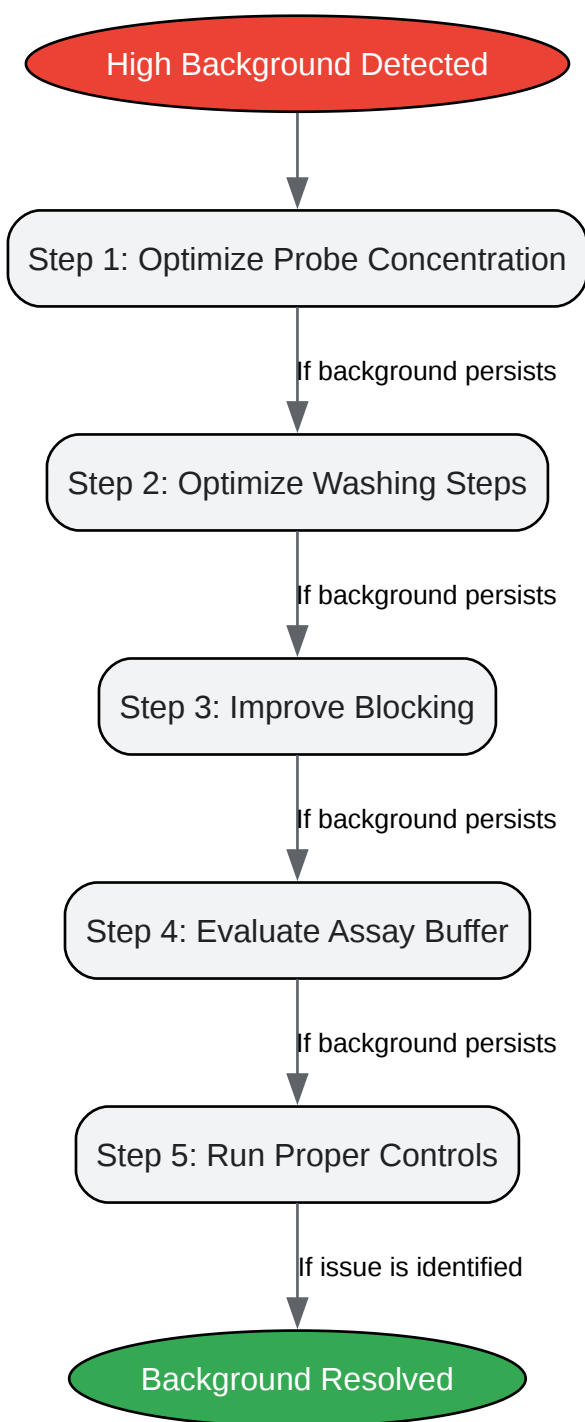 High Background Detected
Step 1: Optimize Probe Concentration
If background persists
Step 2: Optimize Washing Steps
If background persists
Step 3: Improve Blocking
If background persists
Step 4: Evaluate Assay Buffer
If background persists
Step 5: Run Proper Controls
If issue is identified
Background Resolved